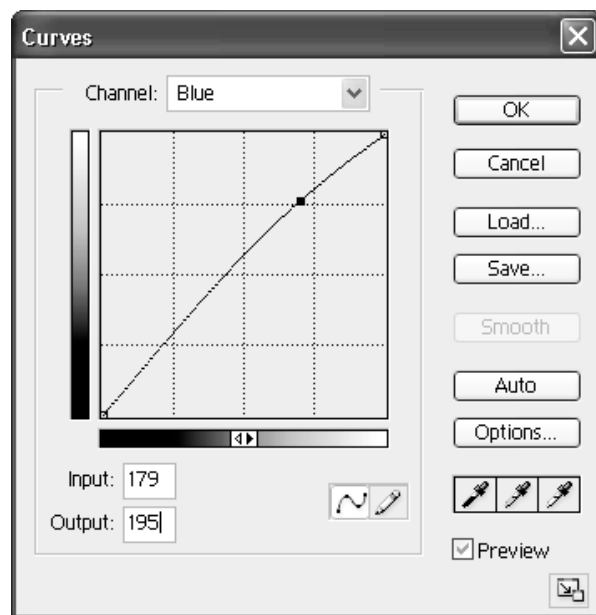 Curves
Channel: Blue
OK
Cancel
Load...
Save...
Smooth
Auto
Options...
Input: 179
Output: 195
Preview